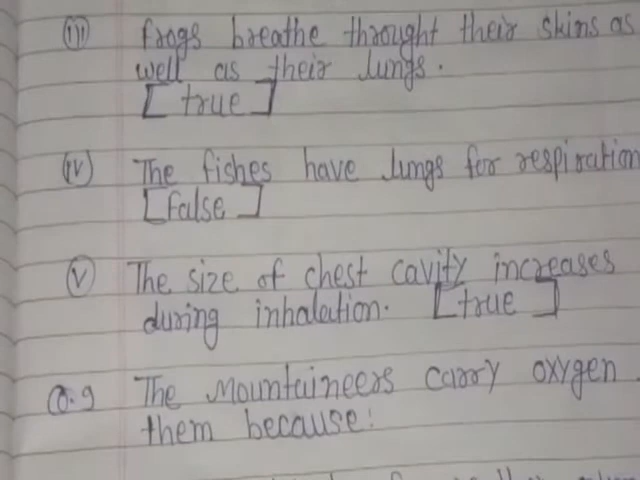 (iii) frogs breathe throught their skins as
well as their lungs.
[ true ]
(iv) The fishes have lungs for respiration
[ false ]
(v) The size of chest cavity increases
during inhalation. [ true ]
Q.9 The Mountaineers carry oxygen
them because: